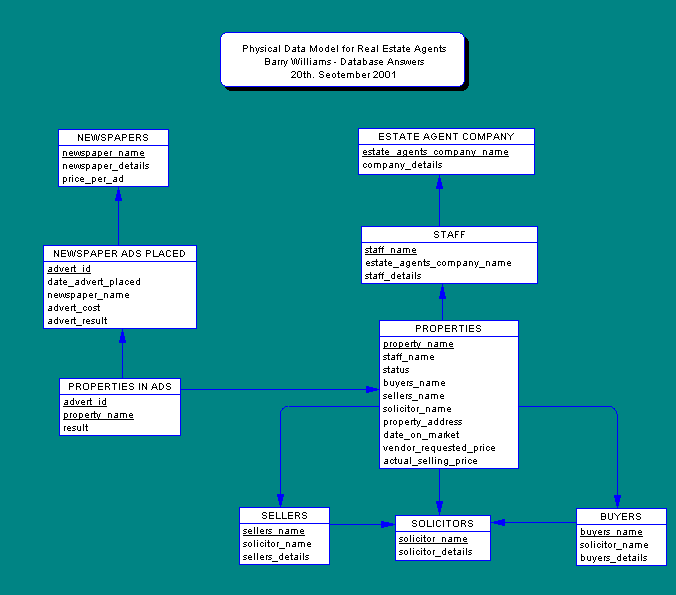 Physical Data Model for Real Estate Agents
Barry Williams - Database Answers
20th. Seotember 2001
NEWSPAPERS
newspaper_name
newspaper_details
price_per_ad
ESTATE AGENT COMPANY
estate_agents_company_name
company_details
STAFF
staff_name
estate_agents_company_name
staff_details
NEWSPAPER ADS PLACED
advert_id
date_advert_placed
newspaper_name
advert_cost
advert_result
PROPERTIES
property_name
staff_name
status
buyers_name
sellers_name
solicitor_name
property_address
date_on_market
vendor_requested_price
actual_selling_price
PROPERTIES IN ADS
advert_id
property_name
result
SELLERS
sellers_name
solicitor_name
sellers_details
SOLICITORS
solicitor_name
solicitor_details
BUYERS
buyers_name
solicitor_name
buyers_details